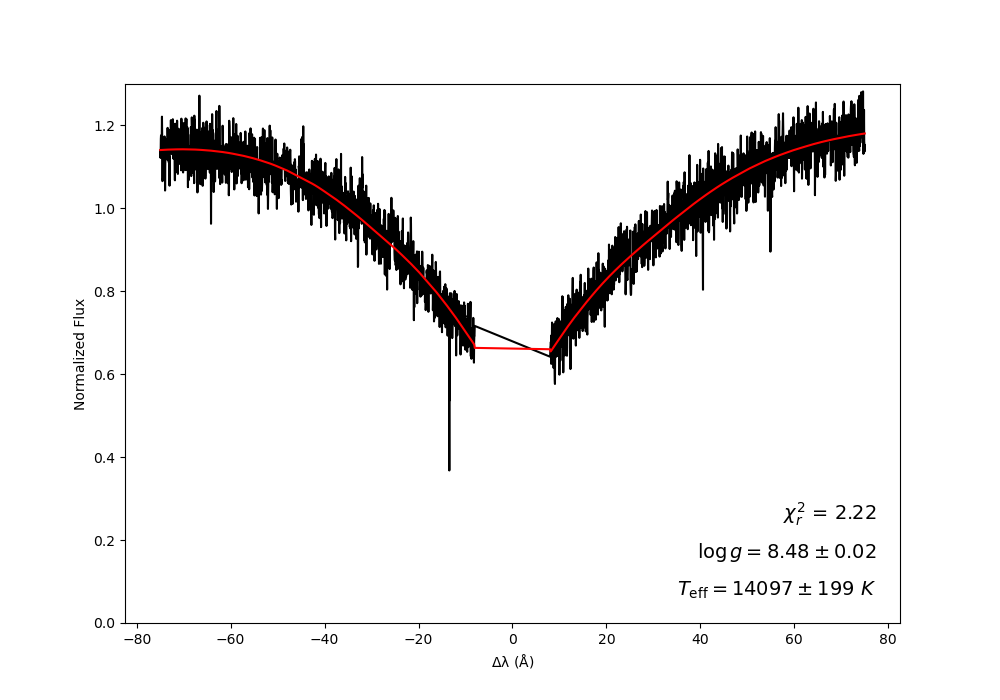 1.2
1.0
0.8
0.6
0.4
0.2
0.0
Normalized Flux
χ²ᵣ = 2.22
log g = 8.48 ± 0.02
T_eff = 14097 ± 199 K
−80 −60 −40 −20 0 20 40 60 80
Δλ (Å)